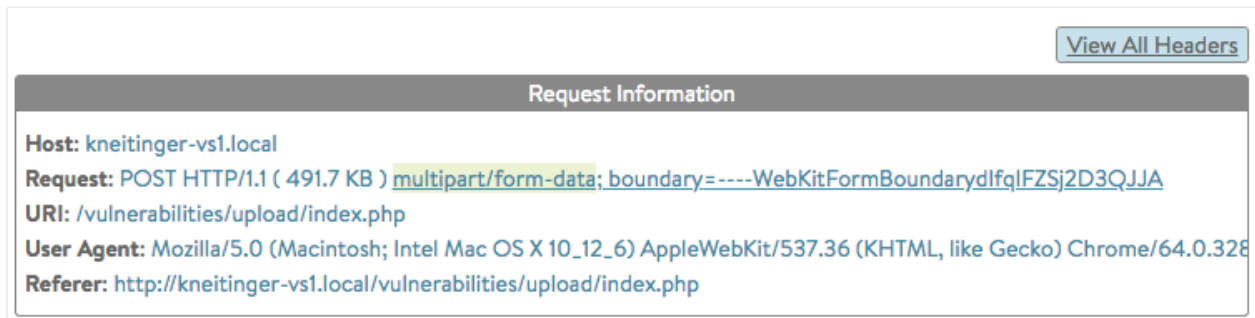 View All Headers
Request Information
Host: kneitinger-vs1.local
Request: POST HTTP/1.1 ( 491.7 KB ) multipart/form-data; boundary=----WebKitFormBoundarydlfqIFZSj2D3QJJA
URI: /vulnerabilities/upload/index.php
User Agent: Mozilla/5.0 (Macintosh; Intel Mac OS X 10_12_6) AppleWebKit/537.36 (KHTML, like Gecko) Chrome/64.0.328
Referer: http://kneitinger-vs1.local/vulnerabilities/upload/index.php